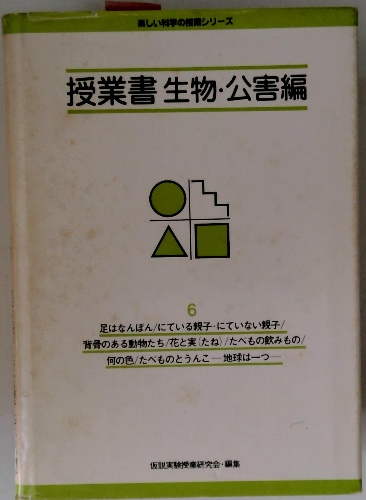 楽しい科学の授業シリーズ
授業書 生物・公害編
6
足はなんぼん/にている親子・にていない親子/
背骨のある動物たち/花と実(たね)/たべもの飲みもの/
何の色/たべものとうんこ―地球は一つ―
仮説実験授業研究会・編集